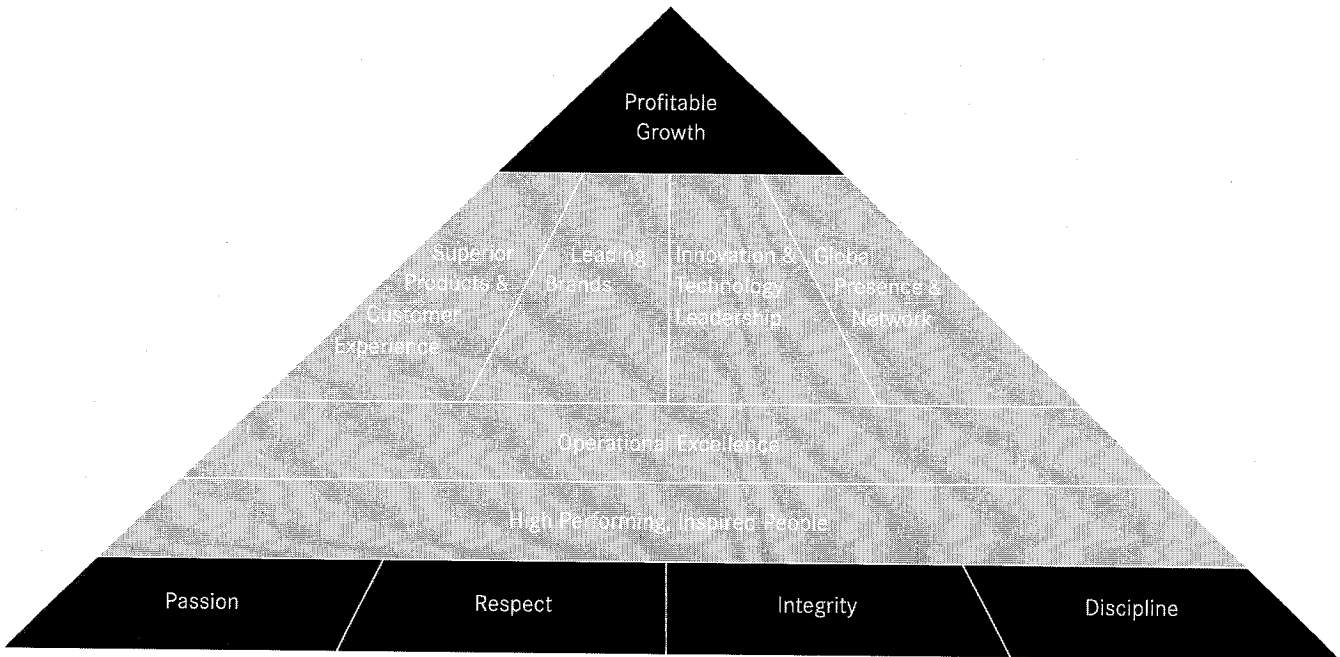 Profitable
Growth
Superior
Products &
Customer
Experience
Leading
Brands
Innovation &
Technology
Leadership
Global
Presence &
Network
Operational Excellence
High Performing, Inspired People
Passion
Respect
Integrity
Discipline